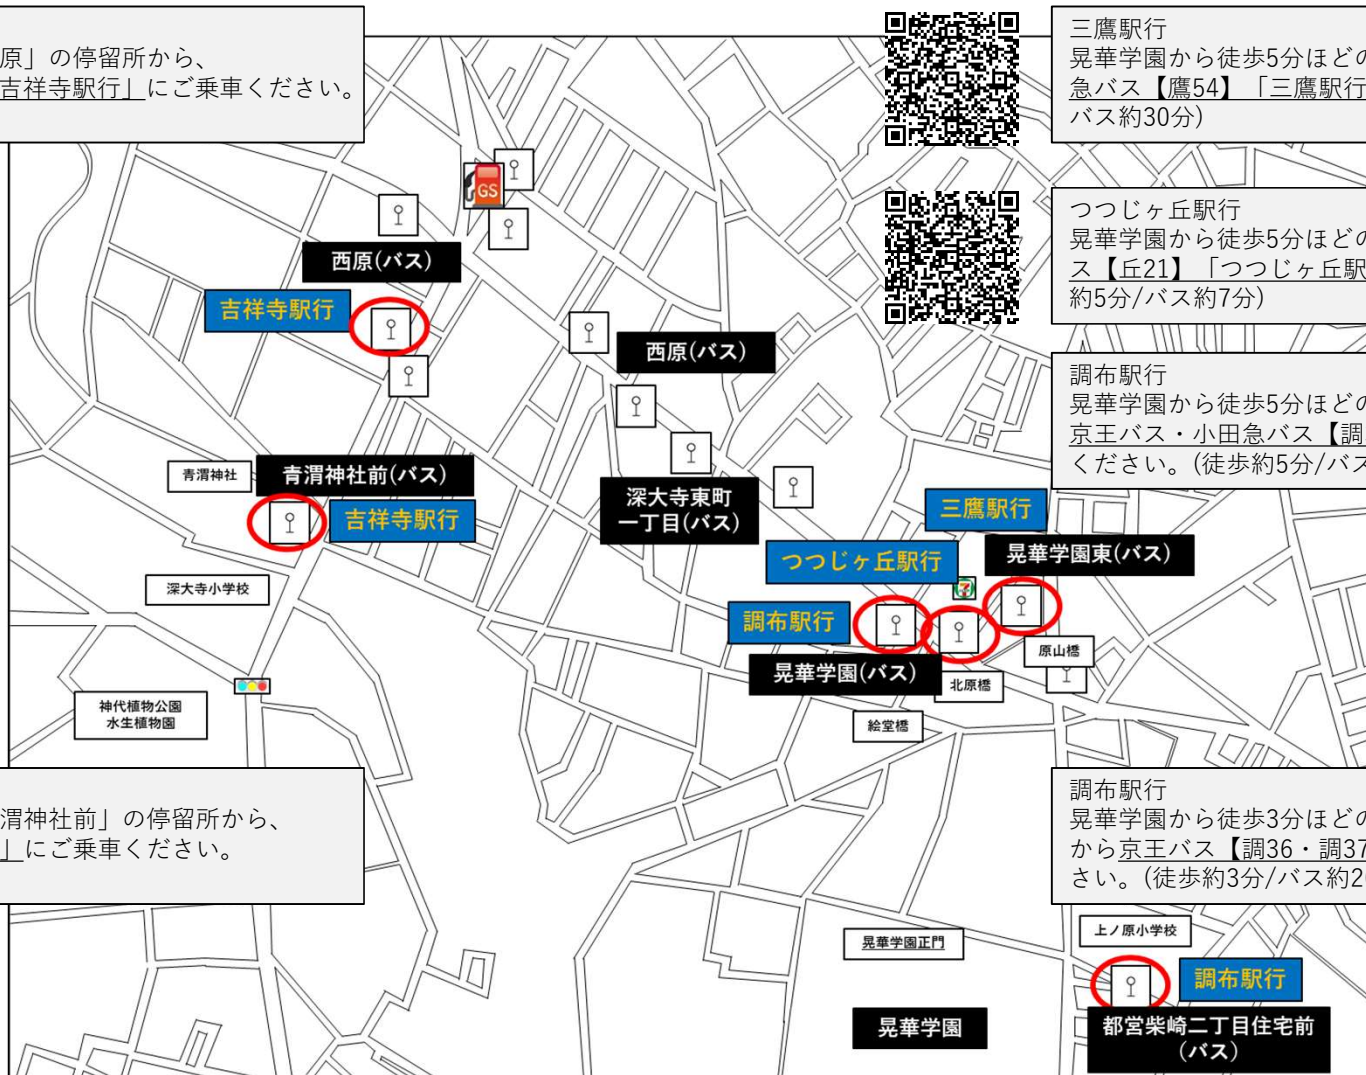 原」の停留所から、
吉祥寺駅行」にご乗車ください。
三鷹駅行
晃華学園から徒歩5分ほどの
急バス【鷹54】「三鷹駅行
バス約30分)
つつじヶ丘駅行
晃華学園から徒歩5分ほどの
ス【丘21】「つつじヶ丘駅
約5分/バス約7分)
調布駅行
晃華学園から徒歩5分ほどの
京王バス・小田急バス【調
ください。(徒歩約5分/バス
GS
西原(バス)
吉祥寺駅行
西原(バス)
青渭神社
青渭神社前(バス)
吉祥寺駅行
深大寺東町
一丁目(バス)
三鷹駅行
晃華学園東(バス)
つつじヶ丘駅行
7
深大寺小学校
調布駅行
晃華学園(バス)
原山橋
北原橋
絵堂橋
神代植物公園
水生植物園
渭神社前」の停留所から、
」にご乗車ください。
調布駅行
晃華学園から徒歩3分ほどの
から京王バス【調36・調37
さい。(徒歩約3分/バス約2
上ノ原小学校
晃華学園正門
調布駅行
晃華学園
都営柴崎二丁目住宅前
(バス)